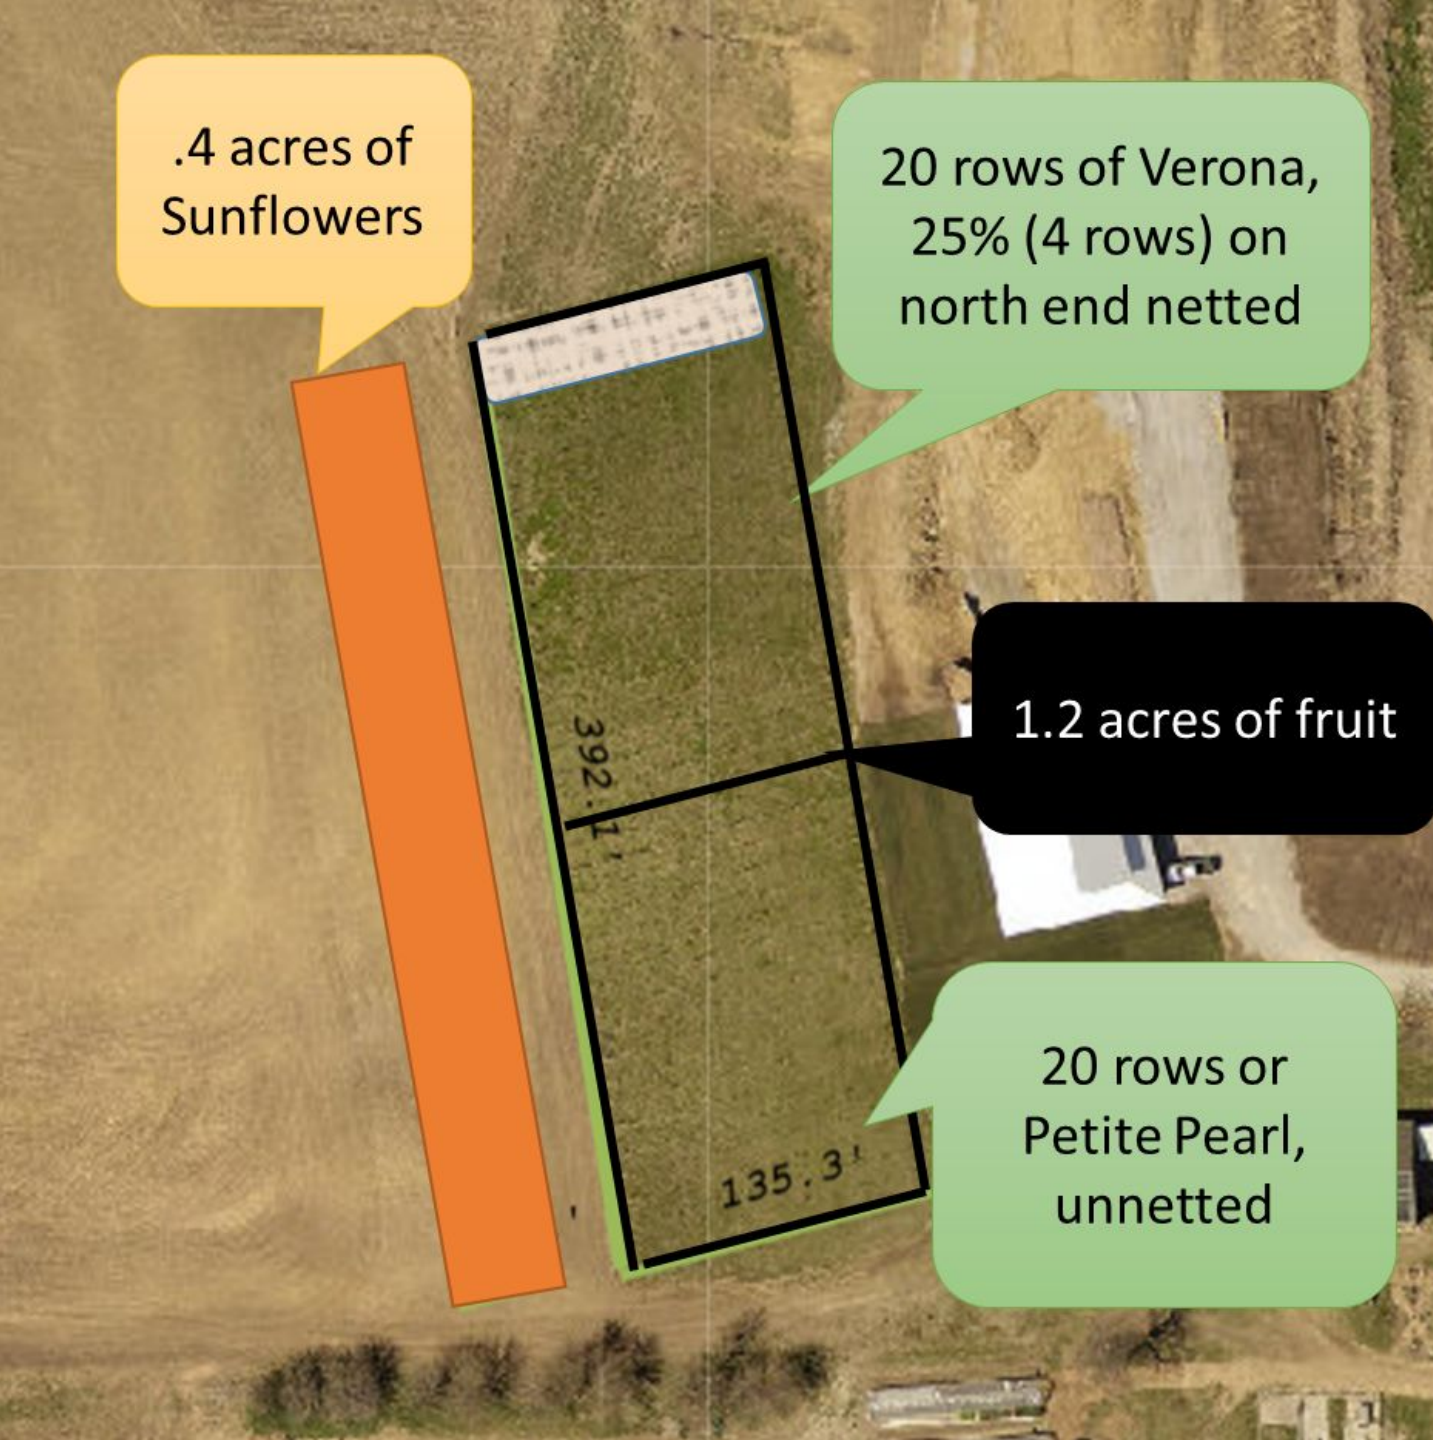 .4 acres of
Sunflowers
20 rows of Verona,
25% (4 rows) on
north end netted
392.1'
1.2 acres of fruit
20 rows or
Petite Pearl,
unnetted
135.3'